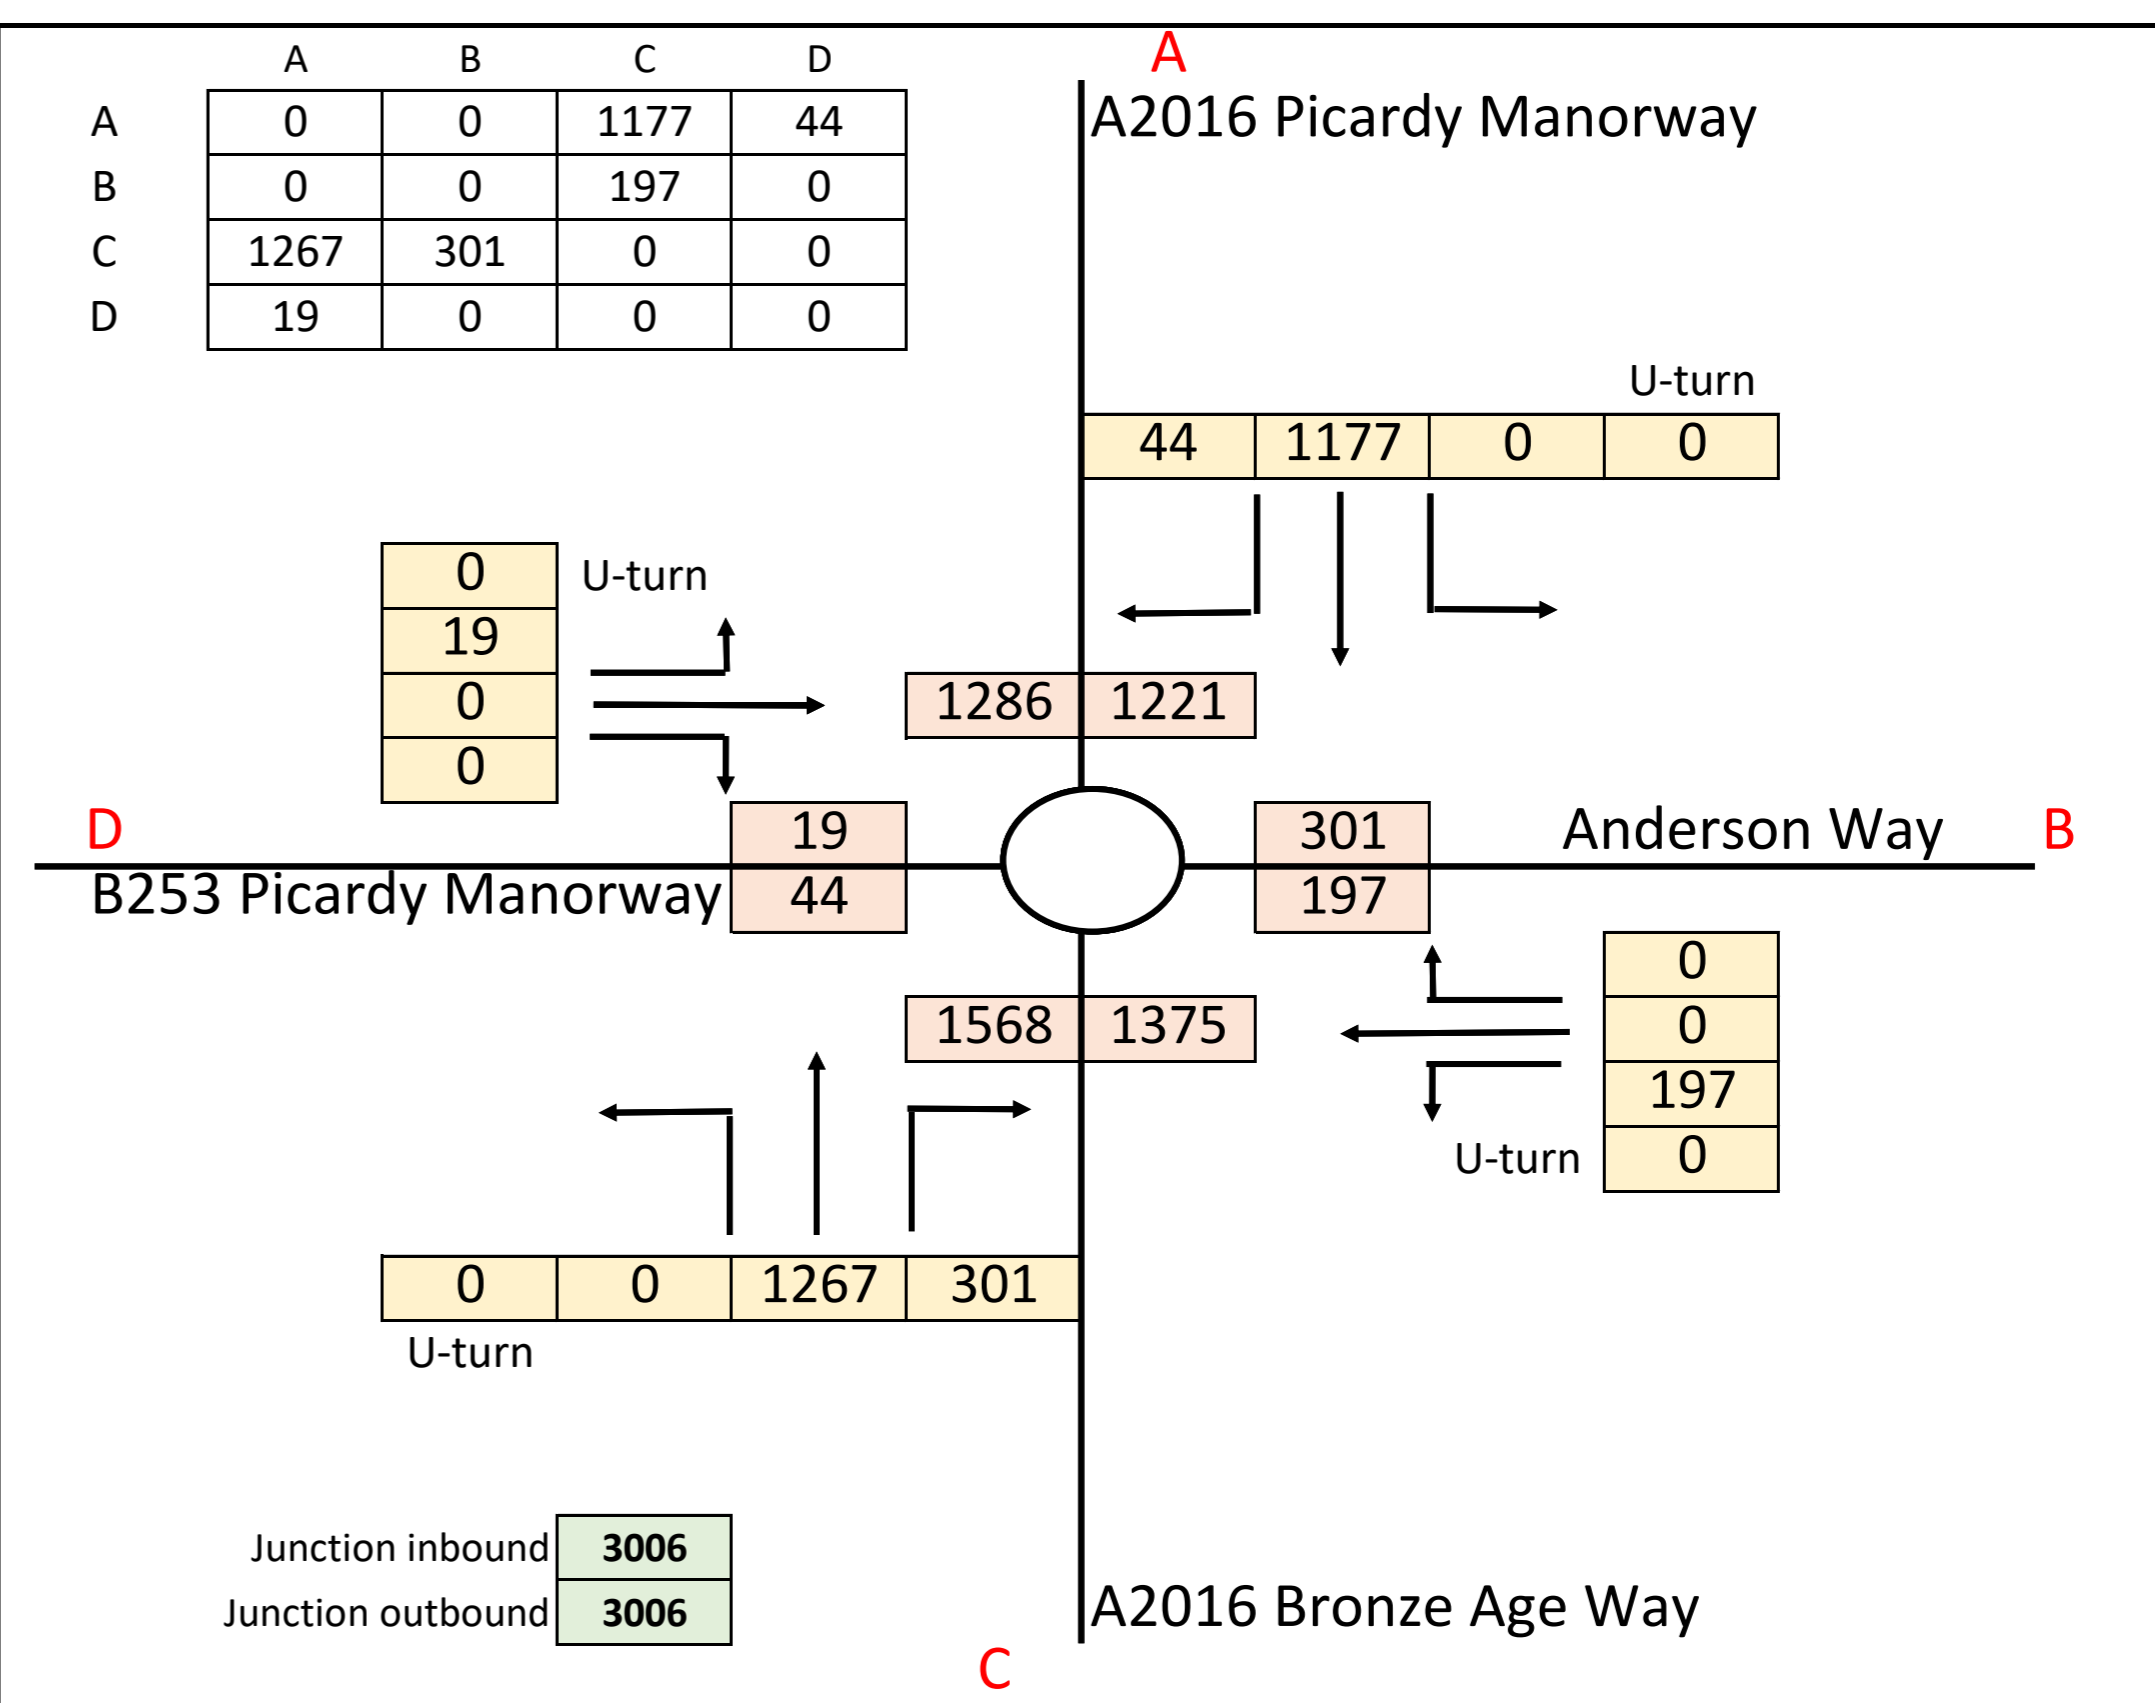 A B C D
A 0 0 1177 44
B 0 0 197 0
C 1267 301 0 0
D 19 0 0 0
A
A2016 Picardy Manorway
U-turn
44 1177 0 0
0 U-turn
19
0
0
1286 1221
D
19
44
B253 Picardy Manorway
301
197
Anderson Way B
1568 1375
0
0
197
U-turn 0
0 0 1267 301
U-turn
Junction inbound 3006
Junction outbound 3006
A2016 Bronze Age Way
C